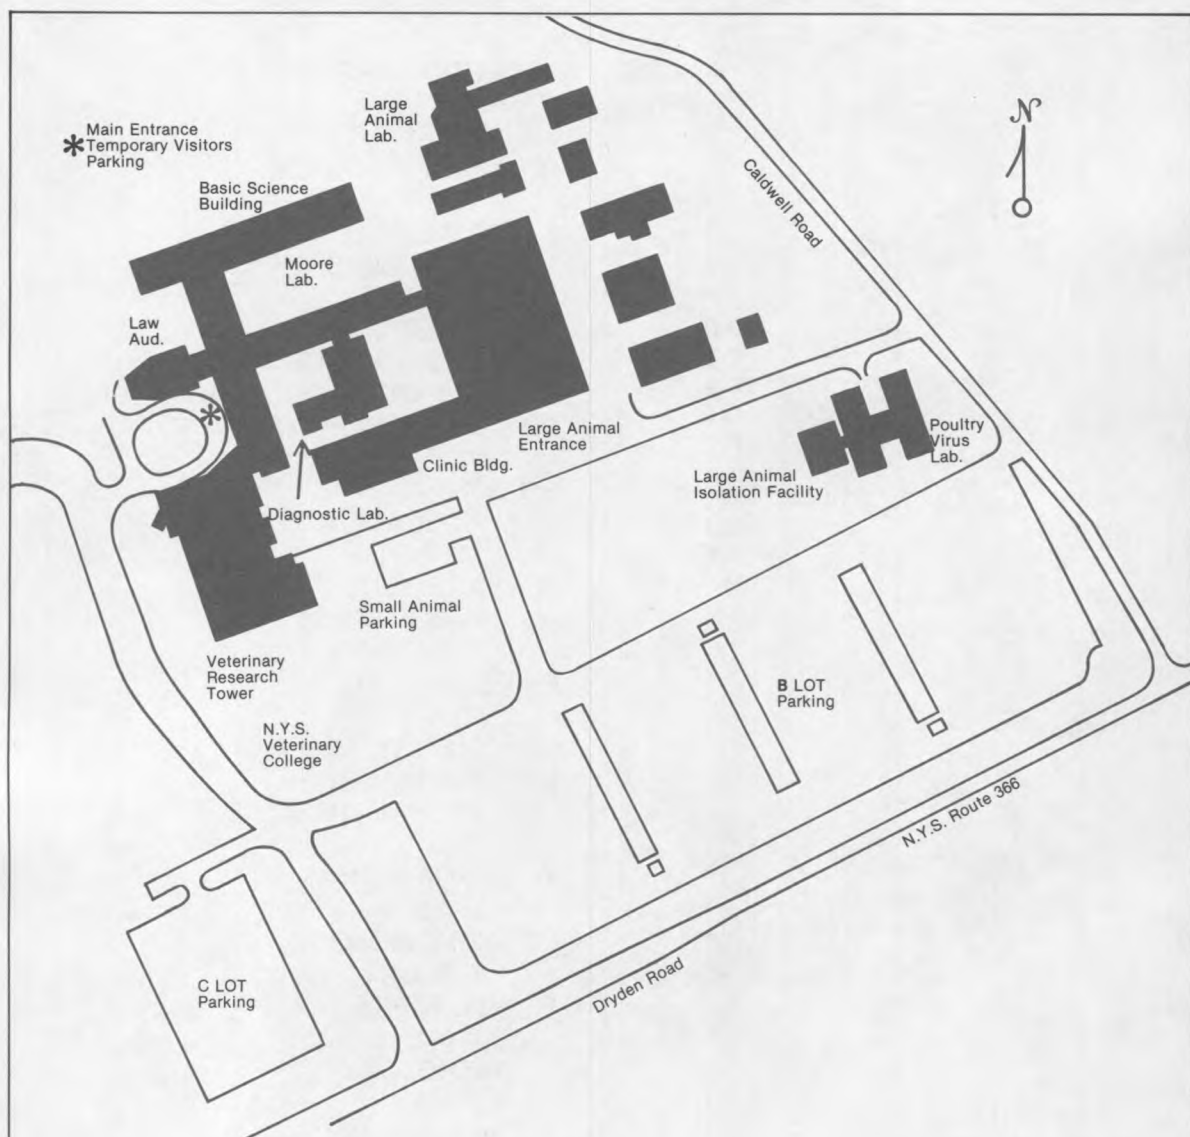 Large
Animal
Lab.
N
* Main Entrance
Temporary Visitors
Parking
Basic Science
Building
Caldwell Road
Moore
Lab.
Law
Aud.
*
Large Animal
Entrance
Poultry
Virus
Lab.
Clinic Bldg.
Large Animal
Isolation Facility
Diagnostic Lab.
Small Animal
Parking
Veterinary
Research
Tower
B LOT
Parking
N.Y.S.
Veterinary
College
N.Y.S. Route 366
C LOT
Parking
Dryden Road